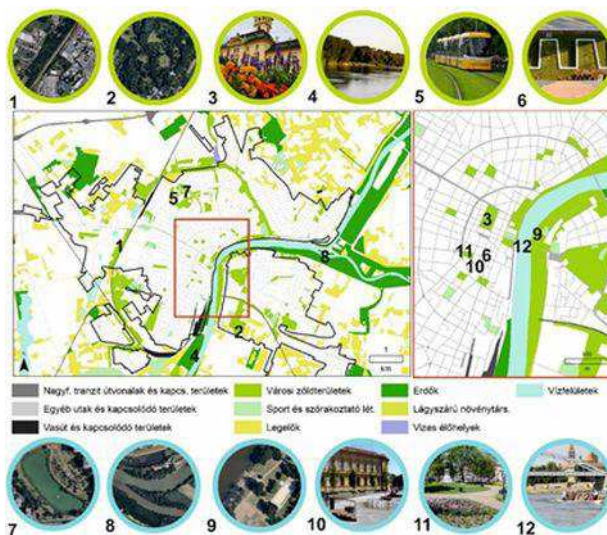 1 2 3 4 5 6
5 7
1
8
2
4
1
km
3
9
11 6 12
10
Nagyf. tranzit útvonalak és kapcs. területek
Városi zöldterületek
Erdők
Vízfelületek
Egyéb utak és kapcsolódó területek
Sport és szórakoztató lét.
Lágyszárú növénytárs.
Vasút és kapcsolódó területek
Legelők
Vizes élőhelyek
7 8 9 10 11 12